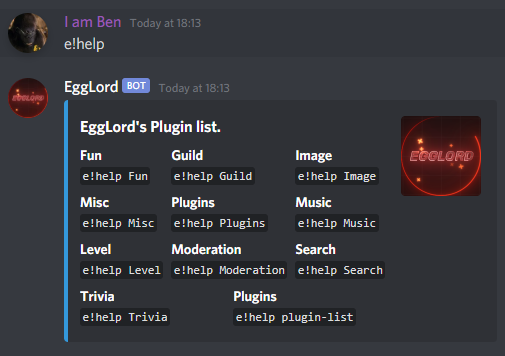 I am Ben Today at 18:13
e!help
EggLord BOT Today at 18:13
EggLord's Plugin list.
EGGLORD
EGGLORD
Fun Guild Image
e!help Fun e!help Guild e!help Image
Misc Plugins Music
e!help Misc e!help Plugins e!help Music
Level Moderation Search
e!help Level e!help Moderation e!help Search
Trivia Plugins
e!help Trivia e!help plugin-list